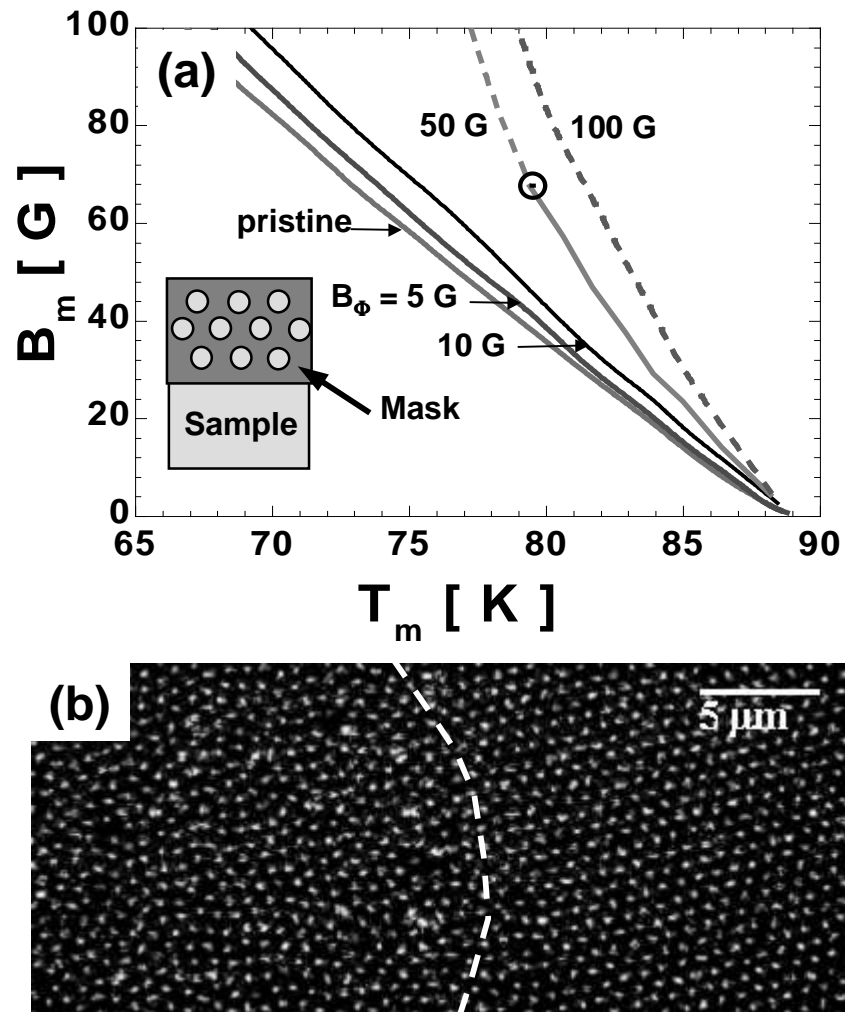 (a)
100
80
60
40
20
0
B_m [ G ]
50 G
100 G
pristine
B_Φ = 5 G
10 G
Mask
Sample
65 70 75 80 85 90
T_m [ K ]
(b)
5 μm